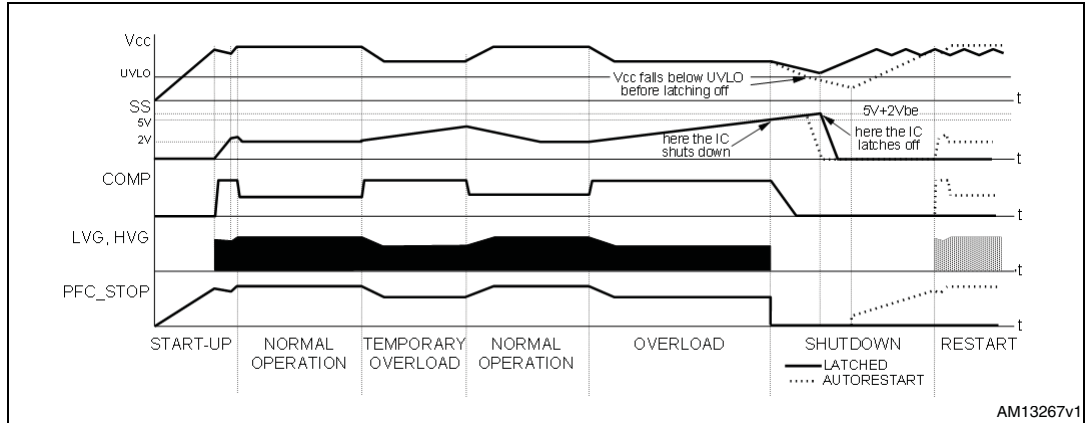 Vcc
UVLO
Vcc falls below UVLO
before latching off
t
SS
5V
5V+2Vbe
2V
here the IC
shuts down
here the IC
latches off
t
COMP
t
LVG, HVG
t
PFC_STOP
t
START-UP
NORMAL
OPERATION
TEMPORARY
OVERLOAD
NORMAL
OPERATION
OVERLOAD
SHUTDOWN
RESTART
LATCHED
AUTORESTART
AM13267v1